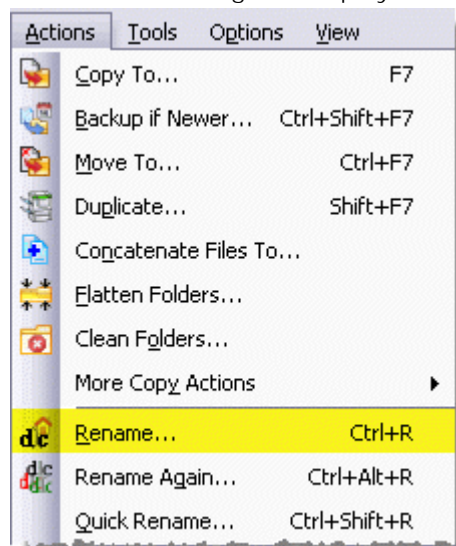 Actions Tools Options View
Copy To... F7
Backup if Newer... Ctrl+Shift+F7
Move To... Ctrl+F7
Duplicate... Shift+F7
Concatenate Files To...
Flatten Folders...
Clean Folders...
More Copy Actions
Rename... Ctrl+R
Rename Again... Ctrl+Alt+R
Quick Rename... Ctrl+Shift+R